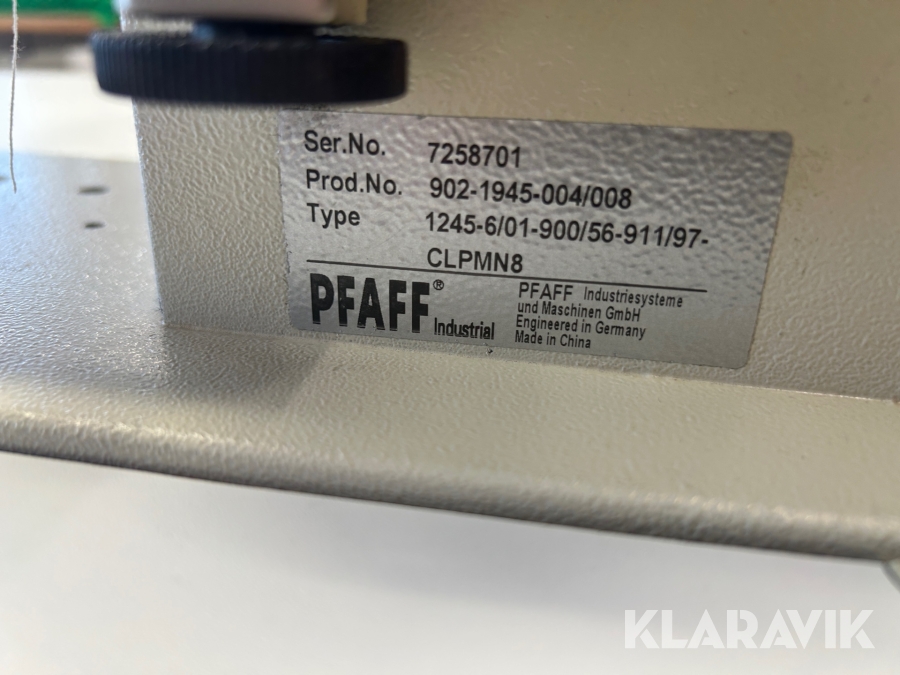 Ser.No. 7258701
Prod.No. 902-1945-004/008
Type 1245-6/01-900/56-911/97-
CLPMN8
PFAFF® Industrial
PFAFF Industriesysteme
und Maschinen GmbH
Engineered in Germany
Made in China
KLARAVIK